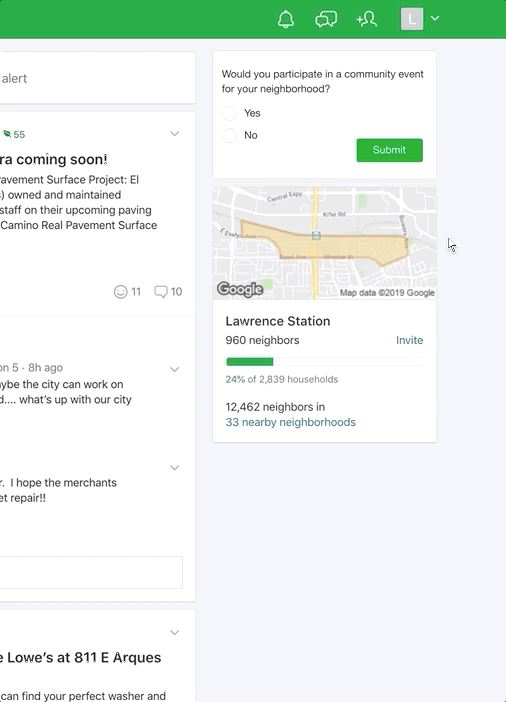 L
alert
55
ra coming soon!
avement Surface Project: El
s) owned and maintained
staff on their upcoming paving
Camino Real Pavement Surface
11
10
on 5 · 8h ago
aybe the city can work on
d.... what's up with our city
r. I hope the merchants
et repair!!
e Lowe's at 811 E Arques
can find your perfect washer and
Would you participate in a community event
for your neighborhood?
Yes
No
Submit
Central Expy
Kifer Rd
E Evelyn Ave
Reed Ave
Monroe St
Google
Map data ©2019 Google
Lawrence Station
960 neighbors
Invite
24% of 2,839 households
12,462 neighbors in
33 nearby neighborhoods